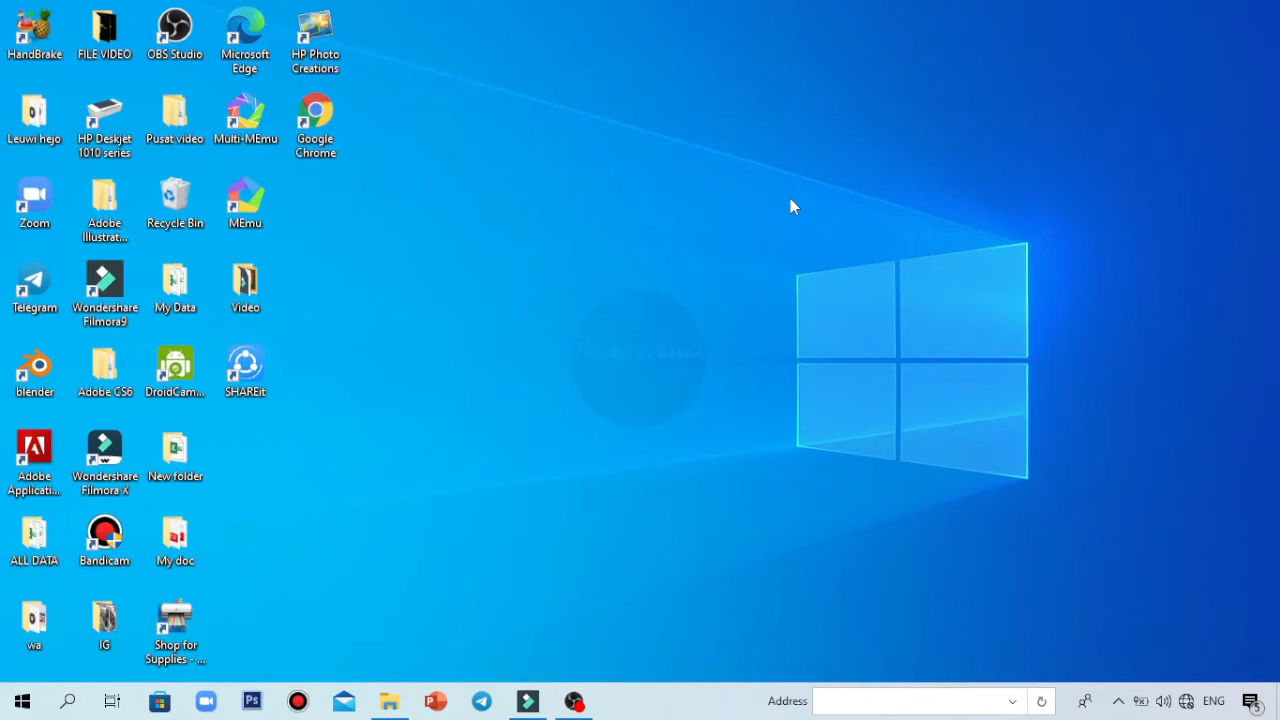 HandBrake
FILE VIDEO
OBS Studio
Microsoft
Edge
HP Photo
Creations
Leuwi hejo
HP Deskjet
1010 series
Pusat video
Multi-MEmu
Google
Chrome
Zoom
Adobe
Illustrat...
Recycle Bin
MEmu
Telegram
Wondershare
Filmora9
My Data
Video
blender
Adobe CS6
DroidCam...
SHAREit
Adobe
Applicati...
Wondershare
Filmora X
New folder
ALL DATA
Bandicam
My doc
wa
IG
Shop for
Supplies - ...
Ps
Address
ENG
5